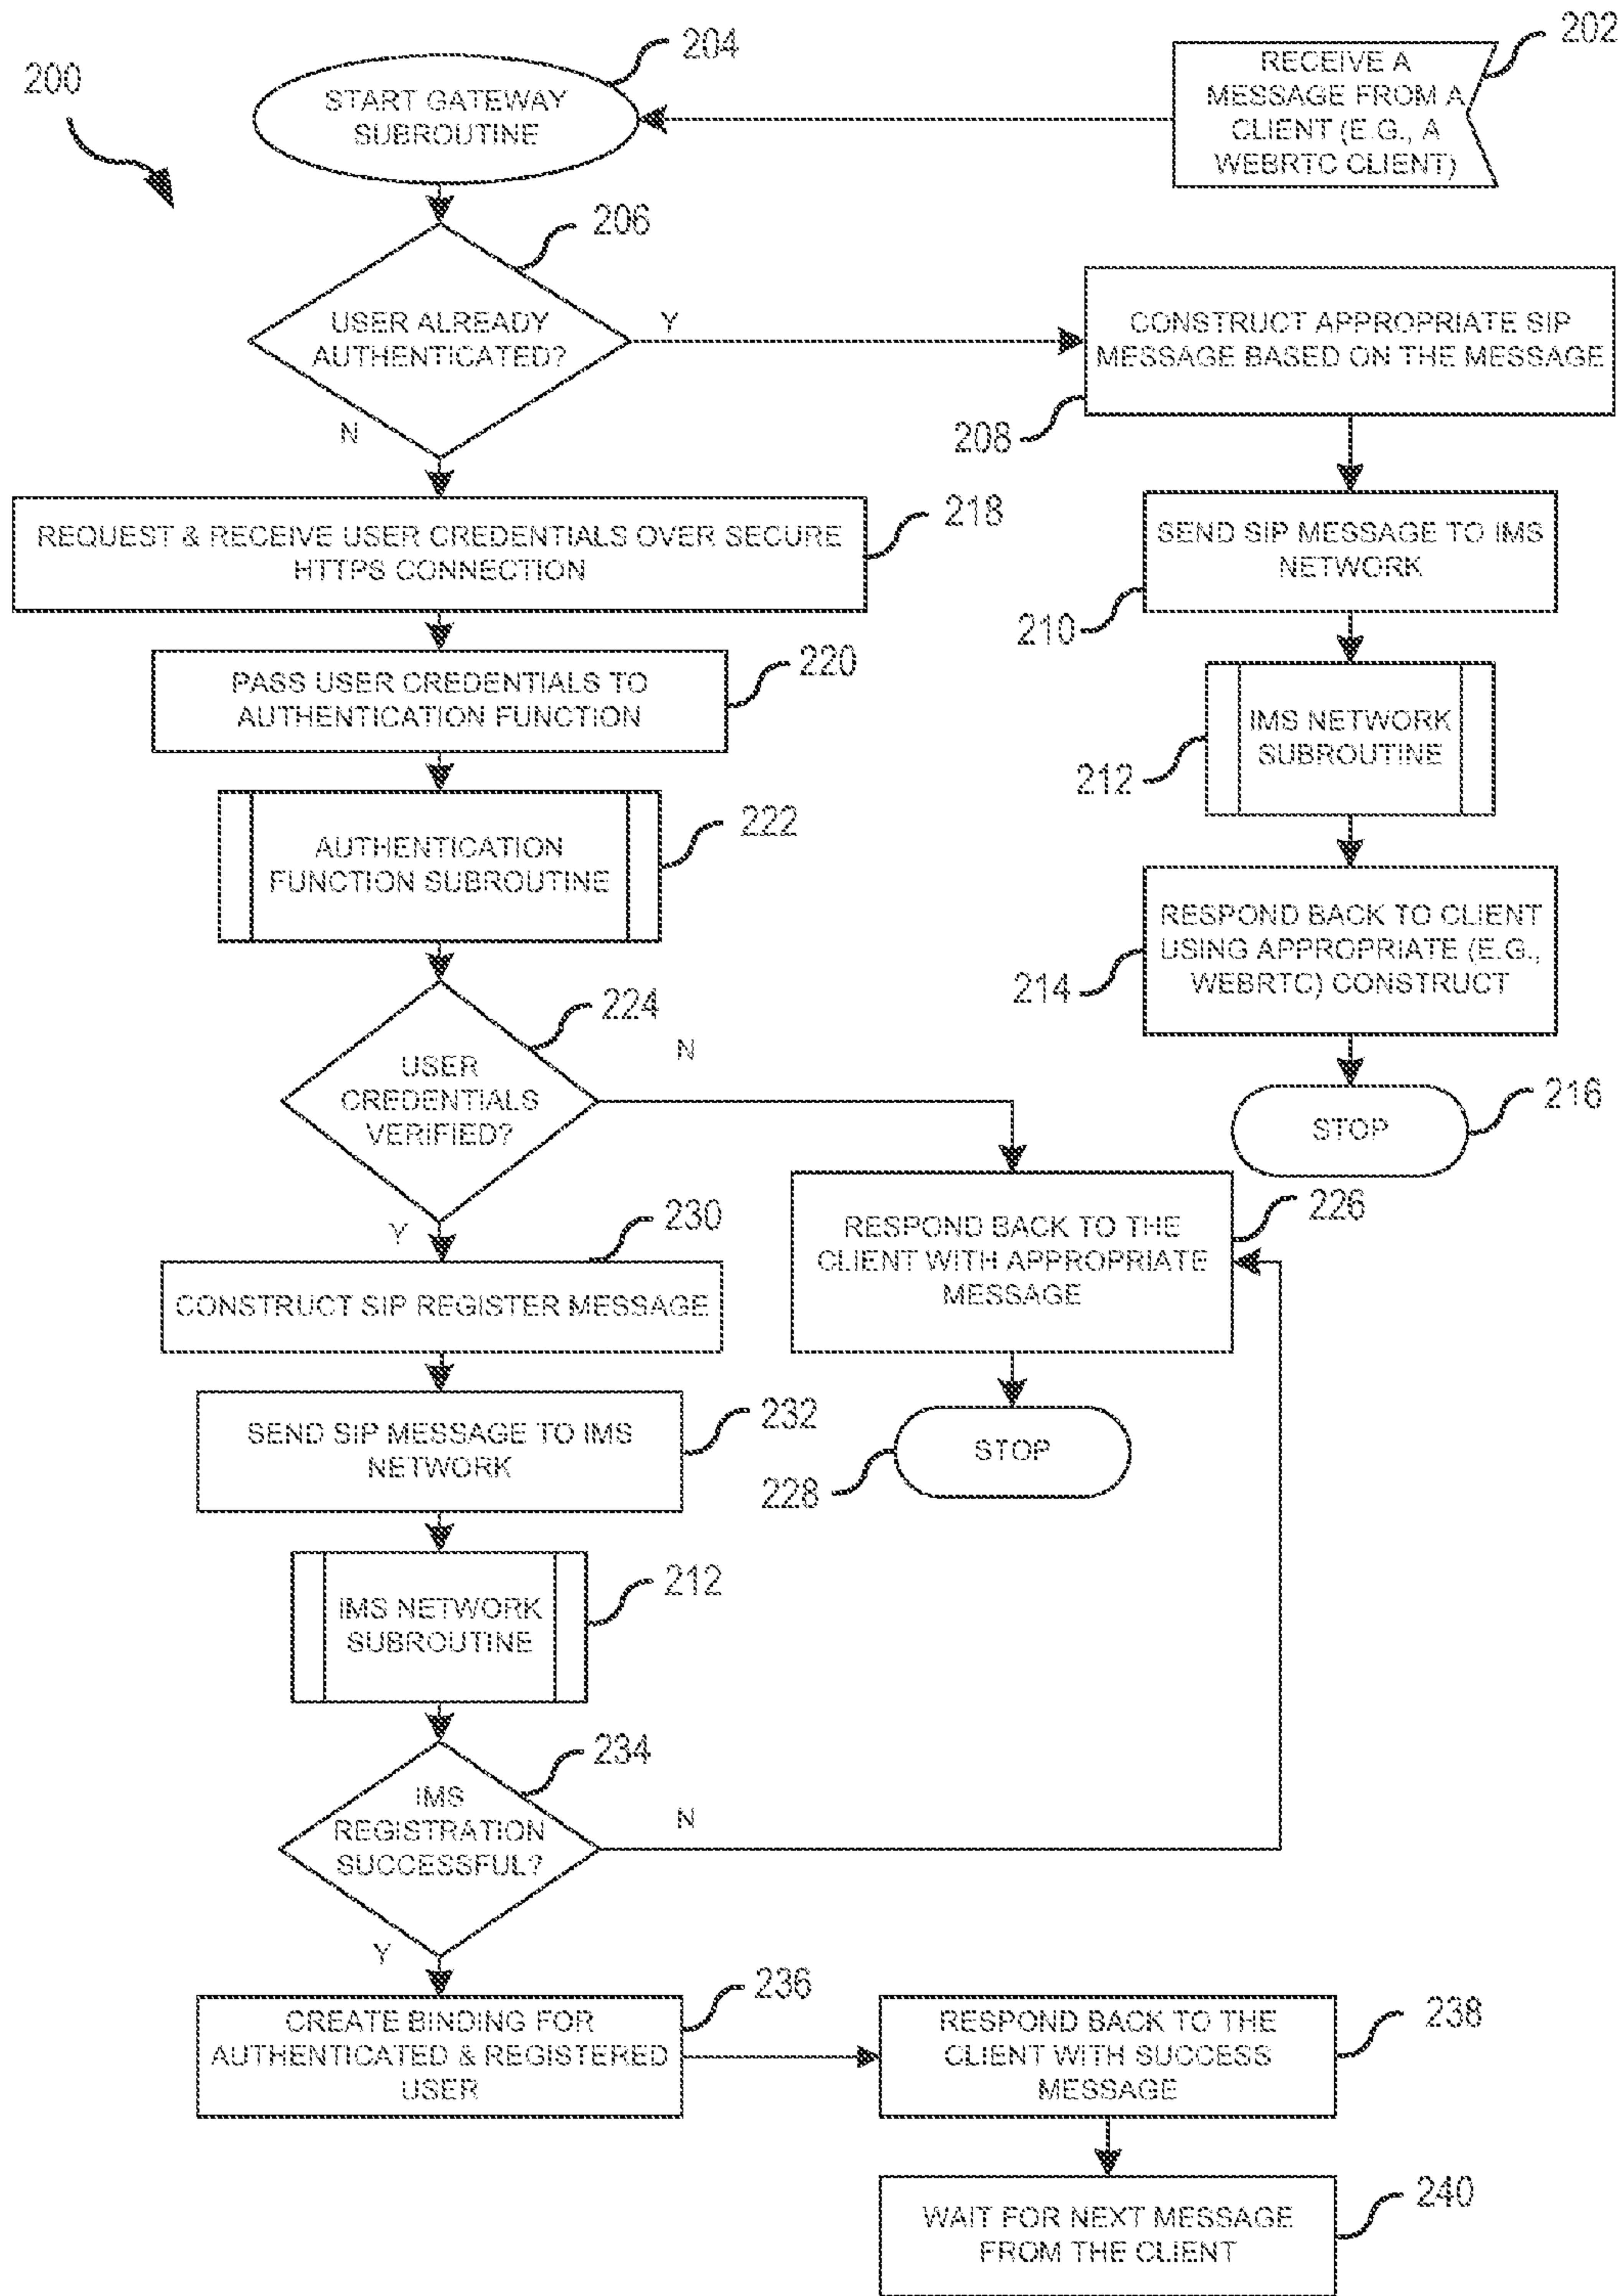 200
204
START GATEWAY
SUBROUTINE
202
RECEIVE A
MESSAGE FROM A
CLIENT (E.G., A
WEBRTC CLIENT)
206
USER ALREADY
AUTHENTICATED?
Y
N
CONSTRUCT APPROPRIATE SIP
MESSAGE BASED ON THE MESSAGE
208
REQUEST & RECEIVE USER CREDENTIALS OVER SECURE
HTTPS CONNECTION
218
SEND SIP MESSAGE TO IMS
NETWORK
210
PASS USER CREDENTIALS TO
AUTHENTICATION FUNCTION
220
IMS NETWORK
SUBROUTINE
212
AUTHENTICATION
FUNCTION SUBROUTINE
222
RESPOND BACK TO CLIENT
USING APPROPRIATE (E.G.,
WEBRTC) CONSTRUCT
214
224
USER
CREDENTIALS
VERIFIED?
N
Y
STOP
216
RESPOND BACK TO THE
CLIENT WITH APPROPRIATE
MESSAGE
226
230
CONSTRUCT SIP REGISTER MESSAGE
SEND SIP MESSAGE TO IMS
NETWORK
232
STOP
228
IMS NETWORK
SUBROUTINE
212
234
IMS
REGISTRATION
SUCCESSFUL?
N
Y
CREATE BINDING FOR
AUTHENTICATED & REGISTERED
USER
236
RESPOND BACK TO THE
CLIENT WITH SUCCESS
MESSAGE
238
WAIT FOR NEXT MESSAGE
FROM THE CLIENT
240